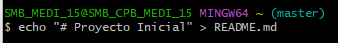 SMB_MEDI_15@SMB_CPB_MEDI_15 MINGW64 ~ (master)
$ echo "# Proyecto Inicial" > README.md